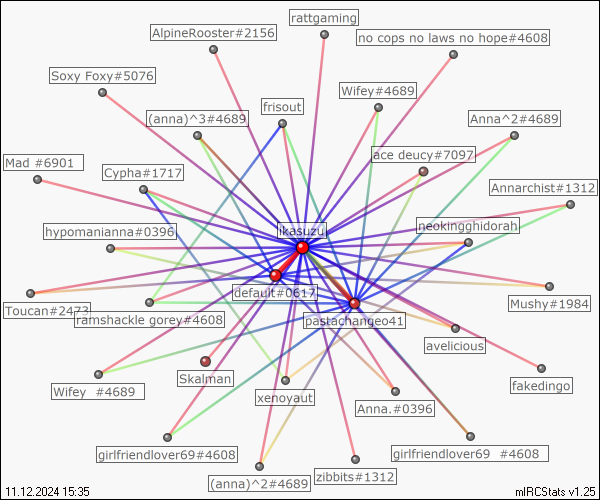 rattgaming
AlpineRooster#2156
no cops no laws no hope#4608
Soxy Foxy#5076
Wifey#4689
frisout
(anna)^3#4689
Anna^2#4689
ace deucy#7097
Mad #6901
Cypha#1717
Annarchist#1312
neokingghidorah
ikasuzu
hypomanianna#0396
default#0617
Mushy#1984
Toucan#2473
ramshackle gorey#4608
pastachangeo41
avelicious
Skalman
fakedingo
Wifey  #4689
xenoyaut
Anna.#0396
girlfriendlover69#4608
girlfriendlover69  #4608
zibbits#1312
(anna)^2#4689
11.12.2024 15:35
mIRCStats v1.25